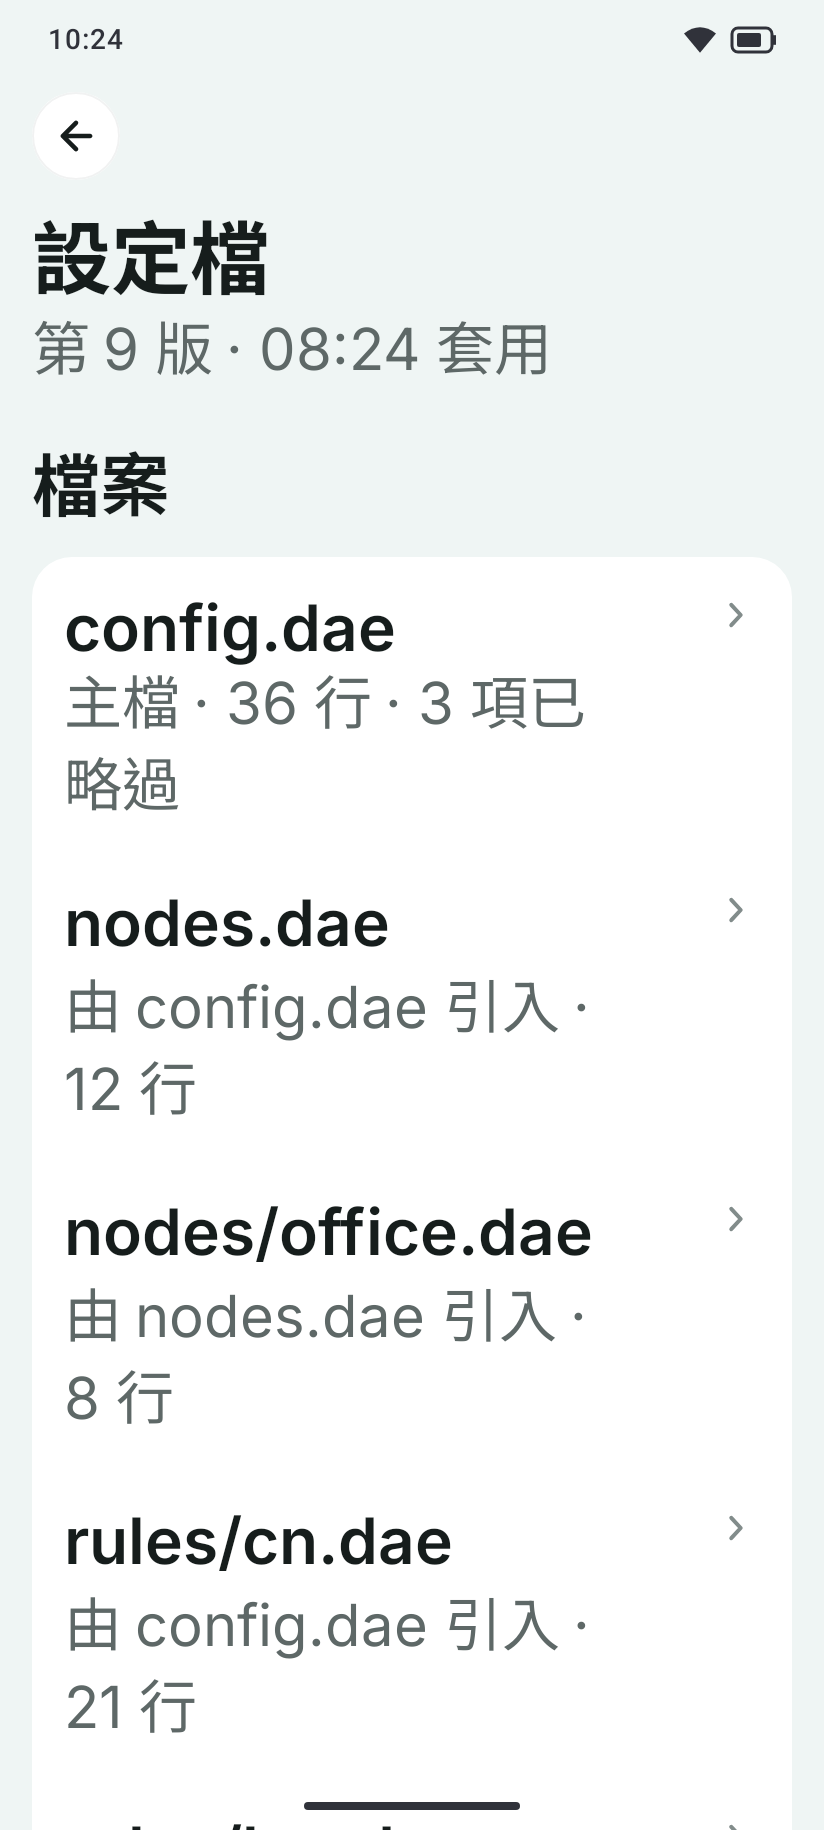 10:24
設定檔
第 9 版 · 08:24 套用
檔案
config.dae
主檔 · 36 行 · 3 項已
略過
nodes.dae
由 config.dae 引入 ·
12 行
nodes/office.dae
由 nodes.dae 引入 ·
8 行
rules/cn.dae
由 config.dae 引入 ·
21 行